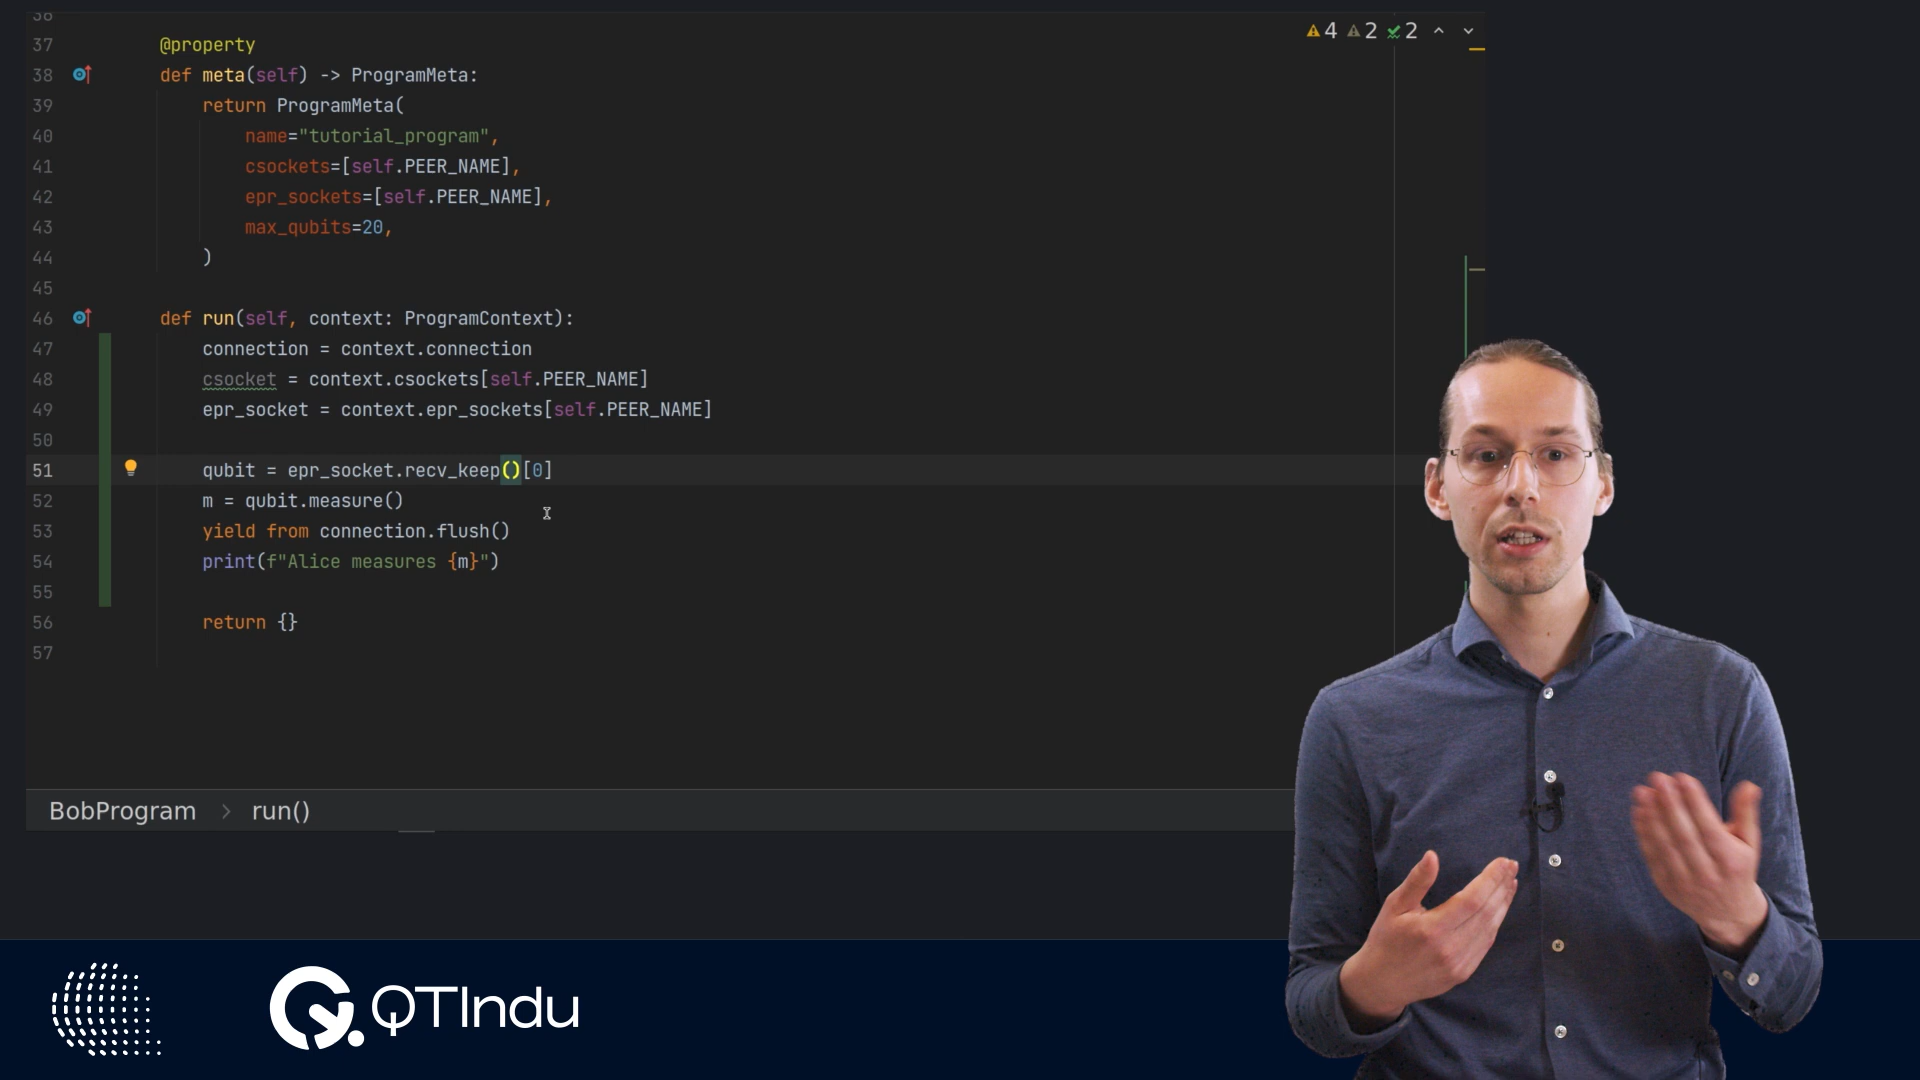 36
⚠4 ⚠2 ✓2
37 @property
38 def meta(self) -> ProgramMeta:
39 return ProgramMeta(
40 name="tutorial_program",
41 csockets=[self.PEER_NAME],
42 epr_sockets=[self.PEER_NAME],
43 max_qubits=20,
44 )
45
46 def run(self, context: ProgramContext):
47 connection = context.connection
48 csocket = context.csockets[self.PEER_NAME]
49 epr_socket = context.epr_sockets[self.PEER_NAME]
50
51 qubit = epr_socket.recv_keep()[0]
52 m = qubit.measure()
53 yield from connection.flush()
54 print(f"Alice measures {m}")
55
56 return {}
57
BobProgram > run()
QTIndu